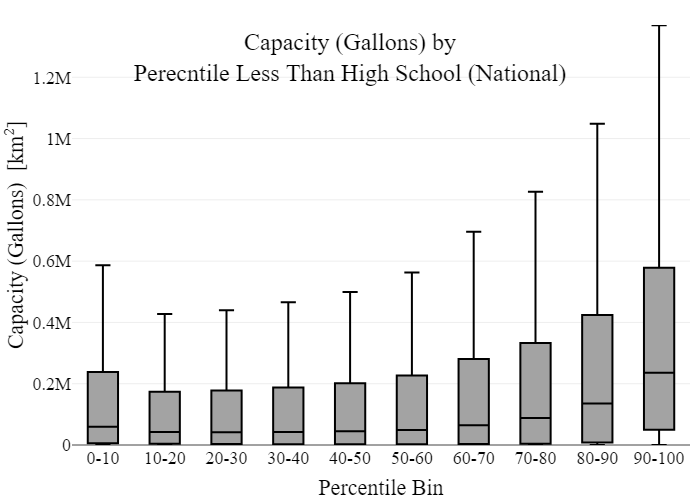 Capacity (Gallons) by
Perecntile Less Than High School (National)
Capacity (Gallons) [km²]
1.2M
1M
0.8M
0.6M
0.4M
0.2M
0
0-10 10-20 20-30 30-40 40-50 50-60 60-70 70-80 80-90 90-100
Percentile Bin